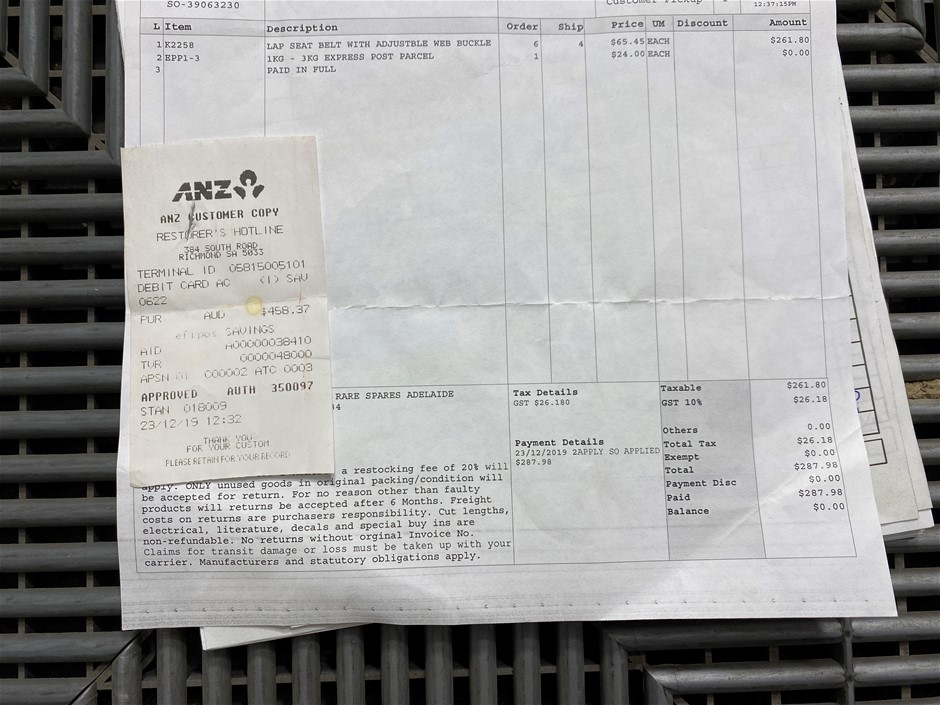 SO-39063230
12:37:15PM
L Item Description Order Ship Price UM Discount Amount
1 K2258 LAP SEAT BELT WITH ADJUSTBLE WEB BUCKLE 6 4 $65.45 EACH $261.80
2 EPP1-3 1KG - 3KG EXPRESS POST PARCEL 1 $24.00 EACH $0.00
3 PAID IN FULL
ANZ
ANZ CUSTOMER COPY
RESTORER'S HOTLINE
384 SOUTH ROAD
RICHMOND SA 5033
TERMINAL ID 05815005101
DEBIT CARD AC (1) SAV
0622
PUR AUD $458.37
eftpos SAVINGS
AID A00000038410
TVR 0000048000
APSN 01 C00002 ATC 0003
APPROVED AUTH 350097
STAN 018009
23/12/19 12:32
THANK YOU
FOR YOUR CUSTOM
PLEASE RETAIN FOR YOUR RECORD
RARE SPARES ADELAIDE
a restocking fee of 20% will
apply. ONLY unused goods in original packing/condition will
be accepted for return. For no reason other than faulty
products will returns be accepted after 6 Months. Freight
costs on returns are purchasers responsibility. Cut lengths,
electrical, literature, decals and special buy ins are
non-refundable. No returns without orginal Invoice No.
Claims for transit damage or loss must be taken up with your
carrier. Manufacturers and statutory obligations apply.
Tax Details
GST $26.180
Payment Details
23/12/2019 2APPLY SO APPLIED
$287.98
Taxable $261.80
GST 10% $26.18
Others 0.00
Total Tax $26.18
Exempt $0.00
Total $287.98
Payment Disc $0.00
Paid $287.98
Balance $0.00